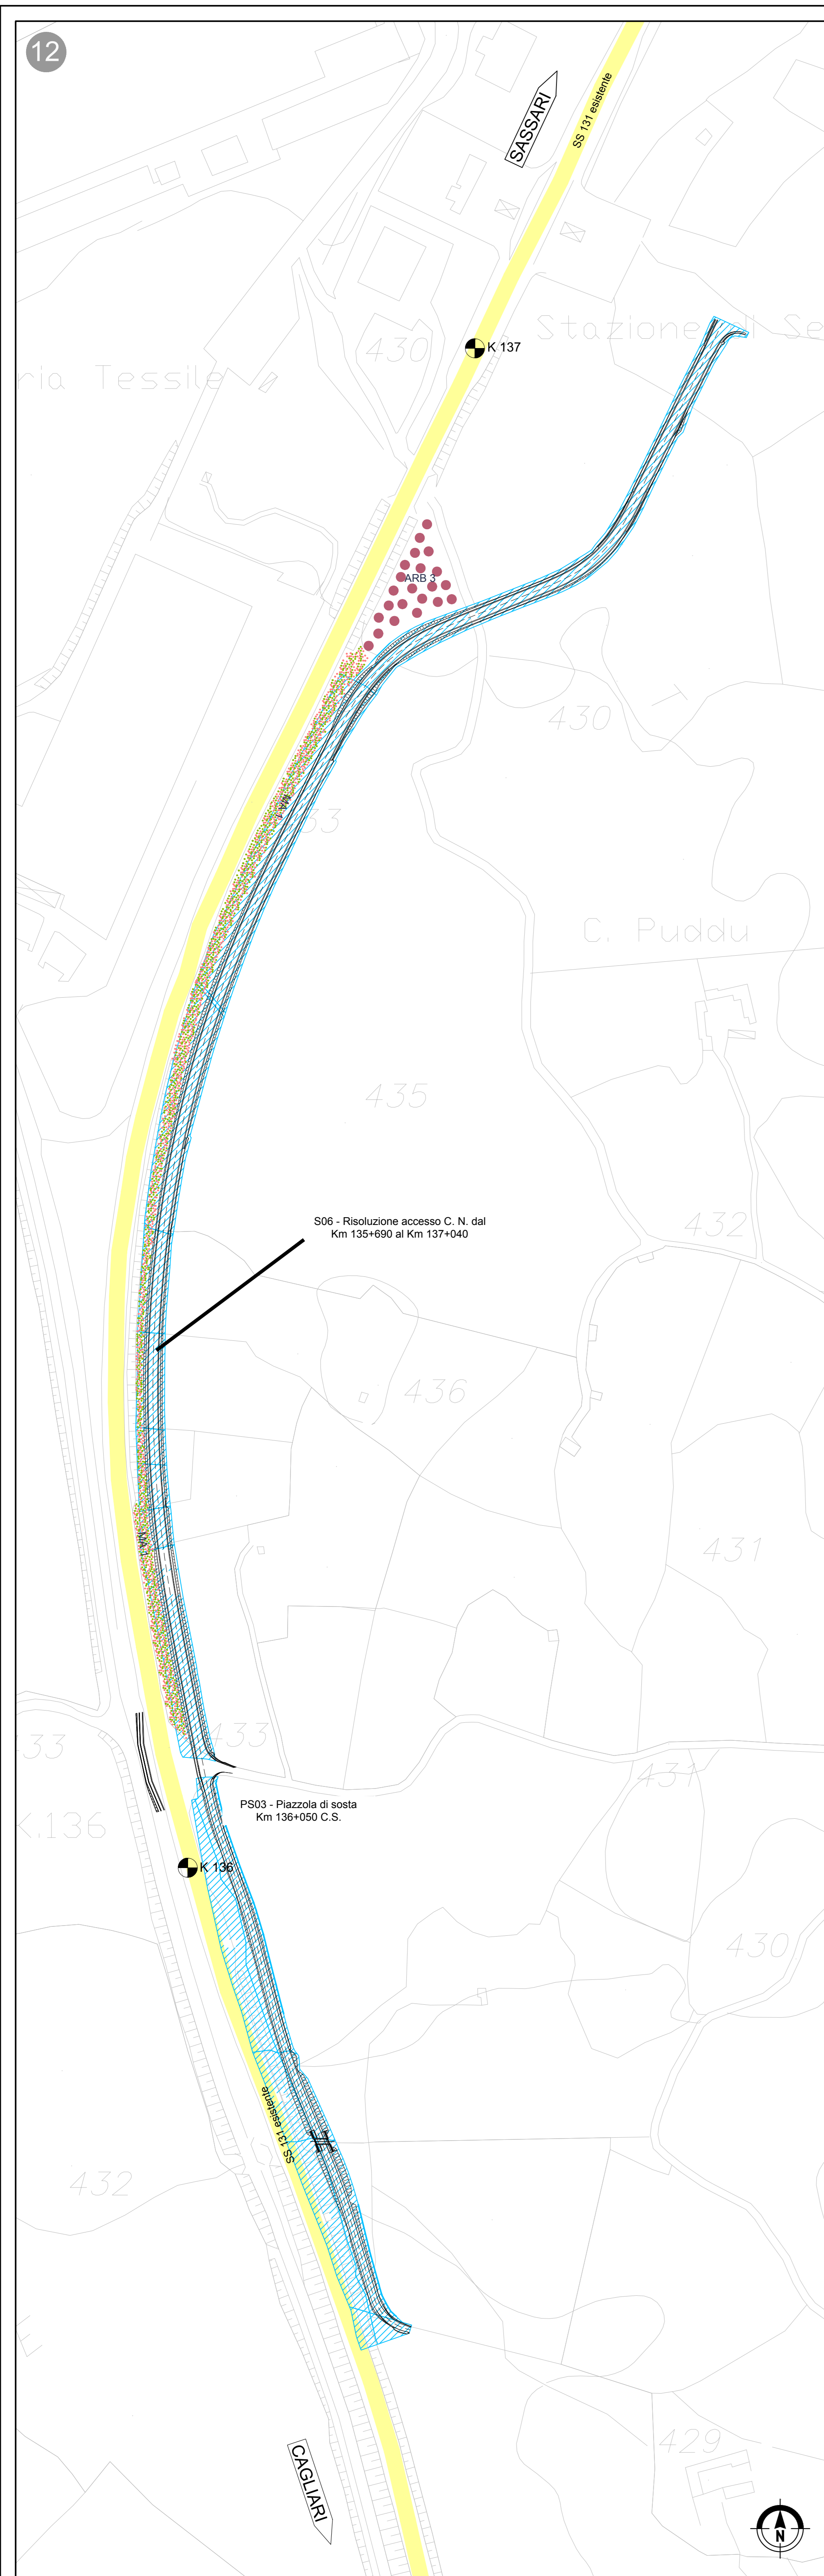 12
SASSARI
SS 131 esistente
Stazione di Se
430
K 137
ria Tessile
ARB 3
430
MA 1
433
C. Puddu
435
432
S06 - Risoluzione accesso C. N. dal
Km 135+690 al Km 137+040
436
431
MA 1
433
33
431
PS03 - Piazzola di sosta
Km 136+050 C.S.
K.136
K 136
430
SS 131 esistente
432
429
CAGLIARI
N